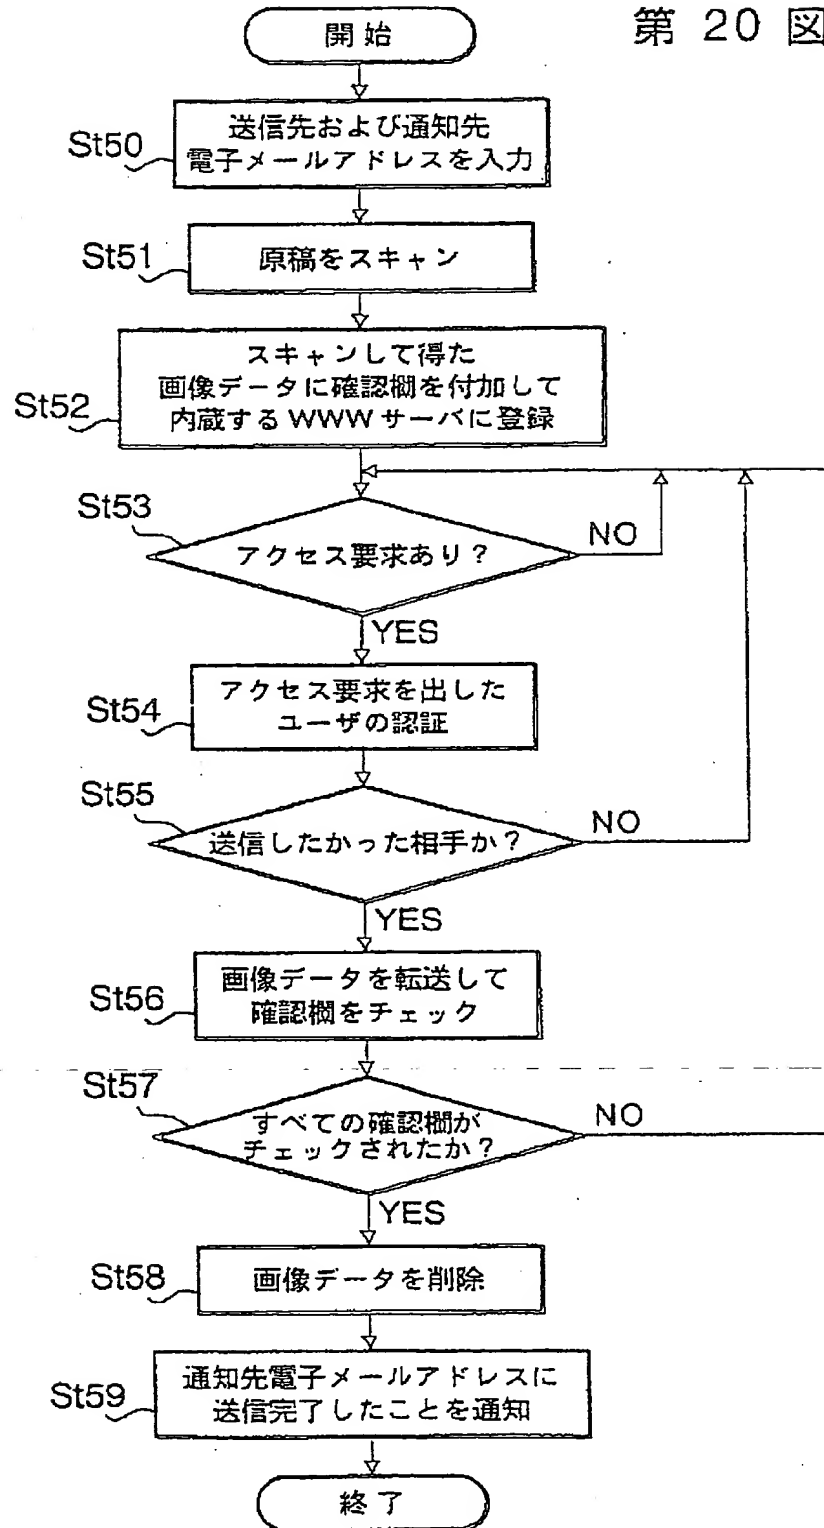 第 20 図
開始
St50
送信先および通知先
電子メールアドレスを入力
St51
原稿をスキャン
St52
スキャンして得た
画像データに確認欄を付加して
内蔵する WWW サーバに登録
St53
アクセス要求あり？
NO
YES
St54
アクセス要求を出した
ユーザの認証
St55
送信したかった相手か？
NO
YES
St56
画像データを転送して
確認欄をチェック
St57
すべての確認欄が
チェックされたか？
NO
YES
St58
画像データを削除
St59
通知先電子メールアドレスに
送信完了したことを通知
終了